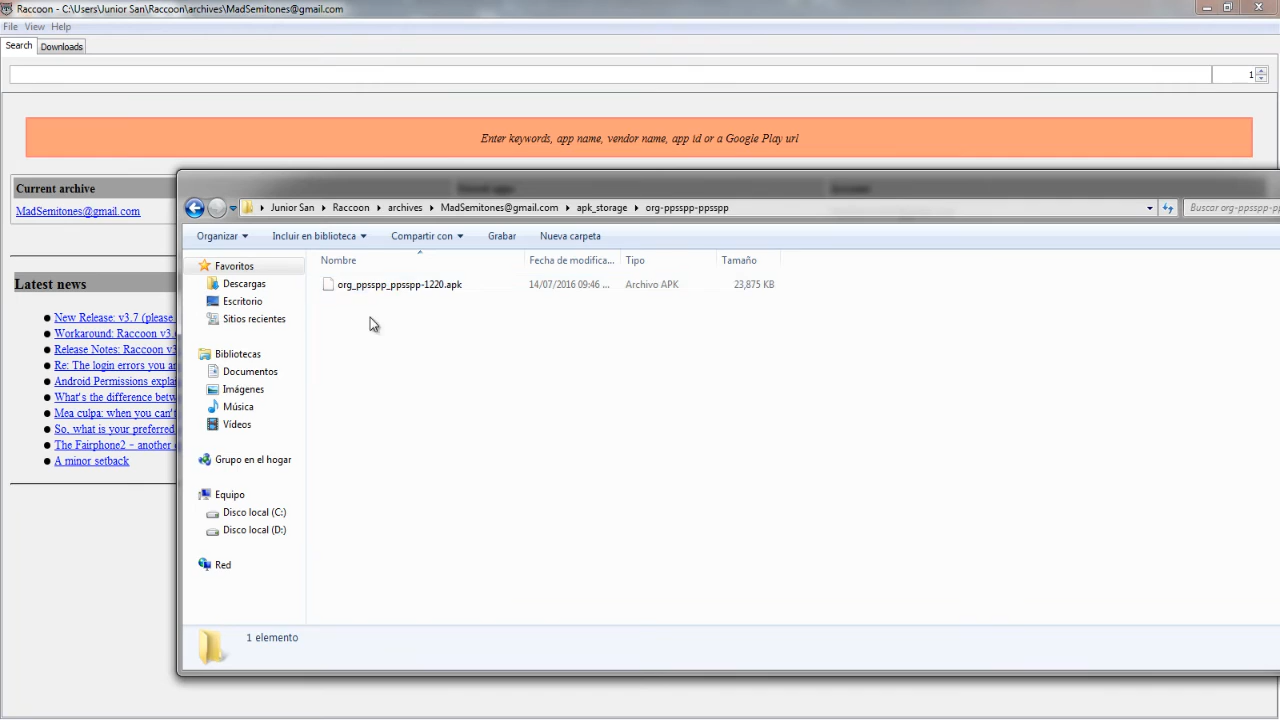 Raccoon - C:\Users\Junior San\Raccoon\archives\MadSemitones@gmail.com
File View Help
Search Downloads
1
Enter keywords, app name, vendor name, app id or a Google Play url
Current archive
MadSemitones@gmail.com
Latest news
New Release: v3.7 (please
Workaround: Raccoon v3.
Release Notes: Raccoon v3
Re: The login errors you
Android Permissions
What's the difference
Mea culpa: when you can't
So, what is your preferred
The Fairphone2 - another
A minor setback
Junior San Raccoon archives MadSemitones@gmail.com apk_storage org-ppsspp-ppsspp
Buscar org-ppsspp-pp
Organizar Incluir en biblioteca Compartir con Grabar Nueva carpeta
Nombre Fecha de modifica... Tipo Tamaño
org_ppsspp_ppsspp-1220.apk 14/07/2016 09:46 ... Archivo APK 23,875 KB
Favoritos
Descargas
Escritorio
Sitios recientes
Bibliotecas
Documentos
Imágenes
Música
Vídeos
Grupo en el hogar
Equipo
Disco local (C:)
Disco local (D:)
Red
1 elemento